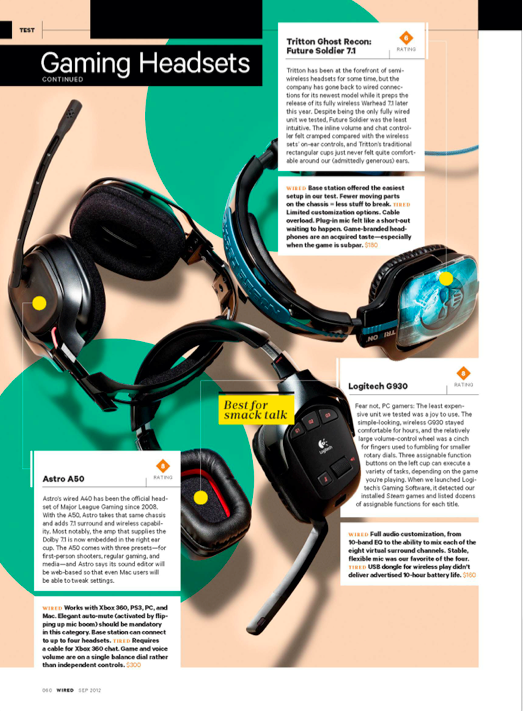 TEST
Gaming Headsets
CONTINUED
Tritton Ghost Recon:
Future Soldier 7.1
RATING
Tritton has been at the forefront of semi-
wireless headsets for some time, but the
company has gone back to wired connec-
tions for its newest model while it preps the
release of its fully wireless Warhead 7.1 later
this year. Despite being the only fully wired
unit we tested, Future Soldier was the least
intuitive. The inline volume and chat control-
ler felt cramped compared with the wireless
sets' on-ear controls, and Tritton's traditional
rectangular cups just never felt quite comfort-
able around our (admittedly generous) ears.
WIRED Base station offered the easiest
setup in our test. Fewer moving parts
on the chassis = less stuff to break. TIRED
Limited customization options. Cable
overload. Plug-in mic felt like a short-out
waiting to happen. Game-branded head-
phones are an acquired taste—especially
when the game is subpar. $180
Best for
smack talk
Logitech G930
8
RATING
Fear not, PC gamers: The least expen-
sive unit we tested was a joy to use. The
simple-looking, wireless G930 stayed
comfortable for hours, and the relatively
large volume-control wheel was a cinch
for fingers used to fumbling for smaller
rotary dials. Three assignable function
buttons on the left cup can execute a
variety of tasks, depending on the game
you're playing. When we launched Logi-
tech's Gaming Software, it detected our
installed Steam games and listed dozens
of assignable functions for each title.
WIRED Full audio customization, from
10-band EQ to the ability to mix each of the
eight virtual surround channels. Stable,
flexible mic was our favorite of the four.
TIRED USB dongle for wireless play didn't
deliver advertised 10-hour battery life. $160
Logitech
Astro A50
8
RATING
Astro's wired A40 has been the official head-
set of Major League Gaming since 2008.
With the A50, Astro takes that same chassis
and adds 7.1 surround and wireless capabil-
ity. Most notably, the amp that supplies the
Dolby 7.1 is now embedded in the right ear
cup. The A50 comes with three presets—for
first-person shooters, regular gaming, and
media—and Astro says its sound editor will
be web-based so that even Mac users will
be able to tweak settings.
WIRED Works with Xbox 360, PS3, PC, and
Mac. Elegant auto-mute (activated by flip-
ping up mic boom) should be mandatory
in this category. Base station can connect
to up to four headsets. TIRED Requires
a cable for Xbox 360 chat. Game and voice
volume are on a single balance dial rather
than independent controls. $300
060 WIRED SEP 2012